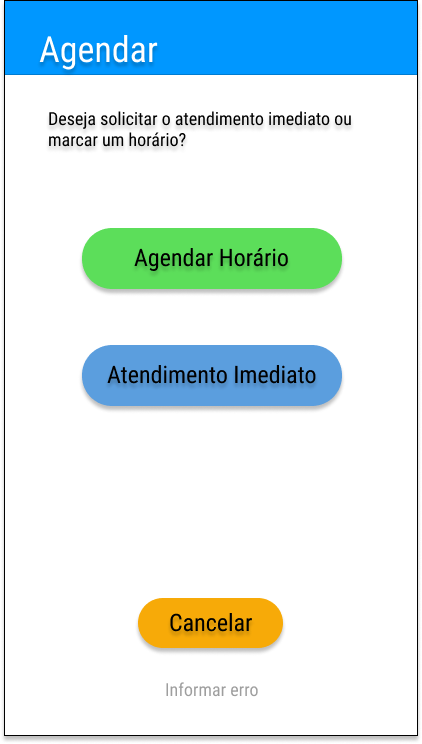 Agendar
Deseja solicitar o atendimento imediato ou
marcar um horário?
Agendar Horário
Atendimento Imediato
Cancelar
Informar erro